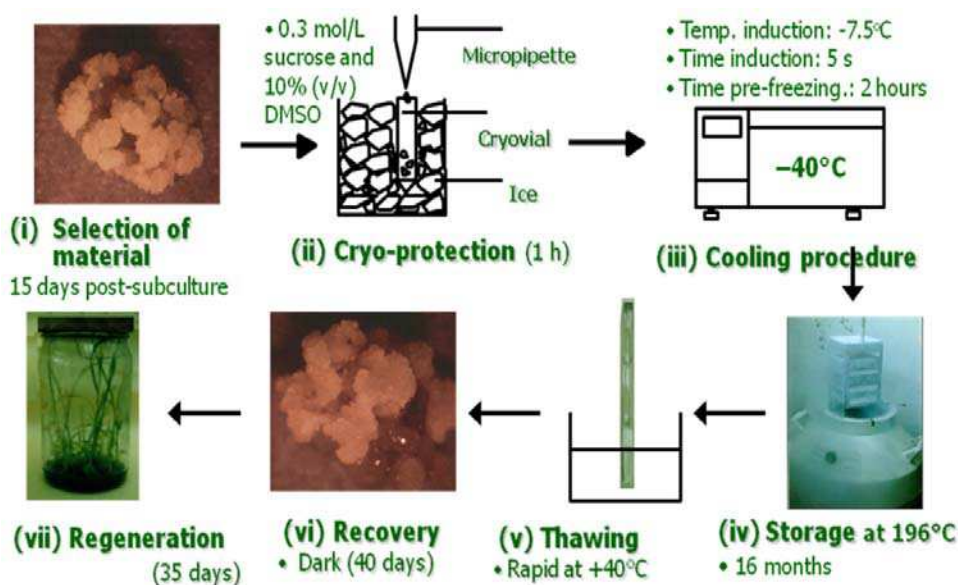 • 0.3 mol/L
sucrose and
10% (v/v)
DMSO
Micropipette
Cryovial
Ice
• Temp. induction: -7.5°C
• Time induction: 5 s
• Time pre-freezing.: 2 hours
–40°C
(i) Selection of
material
15 days post-subculture
(ii) Cryo-protection (1 h)
(iii) Cooling procedure
(iv) Storage at 196°C
• 16 months
(v) Thawing
• Rapid at +40°C
(vi) Recovery
• Dark (40 days)
(vii) Regeneration
(35 days)